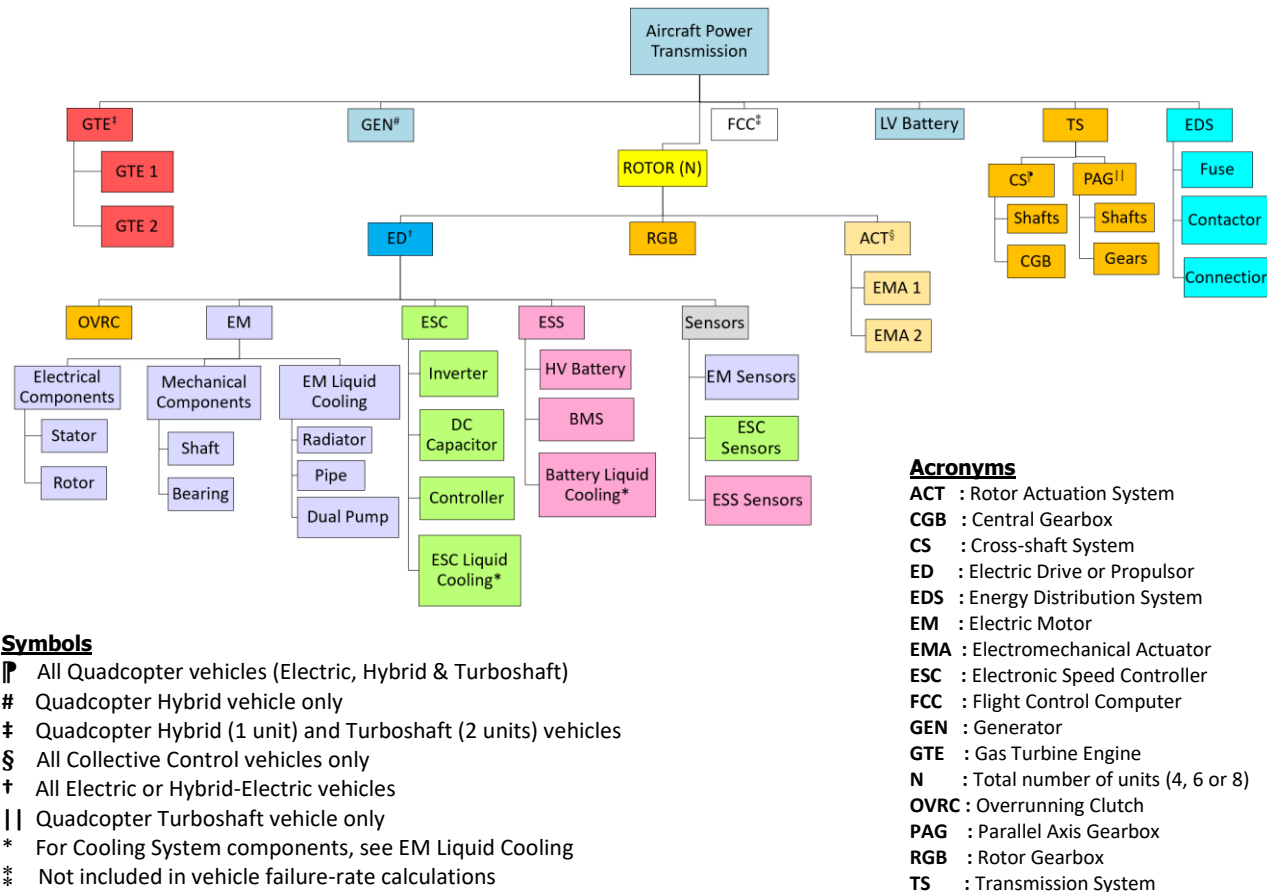 Aircraft Power
Transmission
GTE‡
GEN#
FCC⁑
LV Battery
TS
EDS
GTE 1
GTE 2
ROTOR (N)
CS⁋
PAG||
Fuse
Shafts
Shafts
Contactor
CGB
Gears
Connection
ED†
RGB
ACT§
EMA 1
EMA 2
OVRC
EM
ESC
ESS
Sensors
Electrical
Components
Mechanical
Components
EM Liquid
Cooling
Stator
Rotor
Shaft
Bearing
Radiator
Pipe
Dual Pump
Inverter
DC
Capacitor
Controller
ESC Liquid
Cooling*
HV Battery
BMS
Battery Liquid
Cooling*
EM Sensors
ESC
Sensors
ESS Sensors
Symbols
⁋ All Quadcopter vehicles (Electric, Hybrid & Turboshaft)
# Quadcopter Hybrid vehicle only
‡ Quadcopter Hybrid (1 unit) and Turboshaft (2 units) vehicles
§ All Collective Control vehicles only
† All Electric or Hybrid-Electric vehicles
|| Quadcopter Turboshaft vehicle only
* For Cooling System components, see EM Liquid Cooling
⁑ Not included in vehicle failure-rate calculations
Acronyms
ACT : Rotor Actuation System
CGB : Central Gearbox
CS : Cross-shaft System
ED : Electric Drive or Propulsor
EDS : Energy Distribution System
EM : Electric Motor
EMA : Electromechanical Actuator
ESC : Electronic Speed Controller
FCC : Flight Control Computer
GEN : Generator
GTE : Gas Turbine Engine
N : Total number of units (4, 6 or 8)
OVRC : Overrunning Clutch
PAG : Parallel Axis Gearbox
RGB : Rotor Gearbox
TS : Transmission System